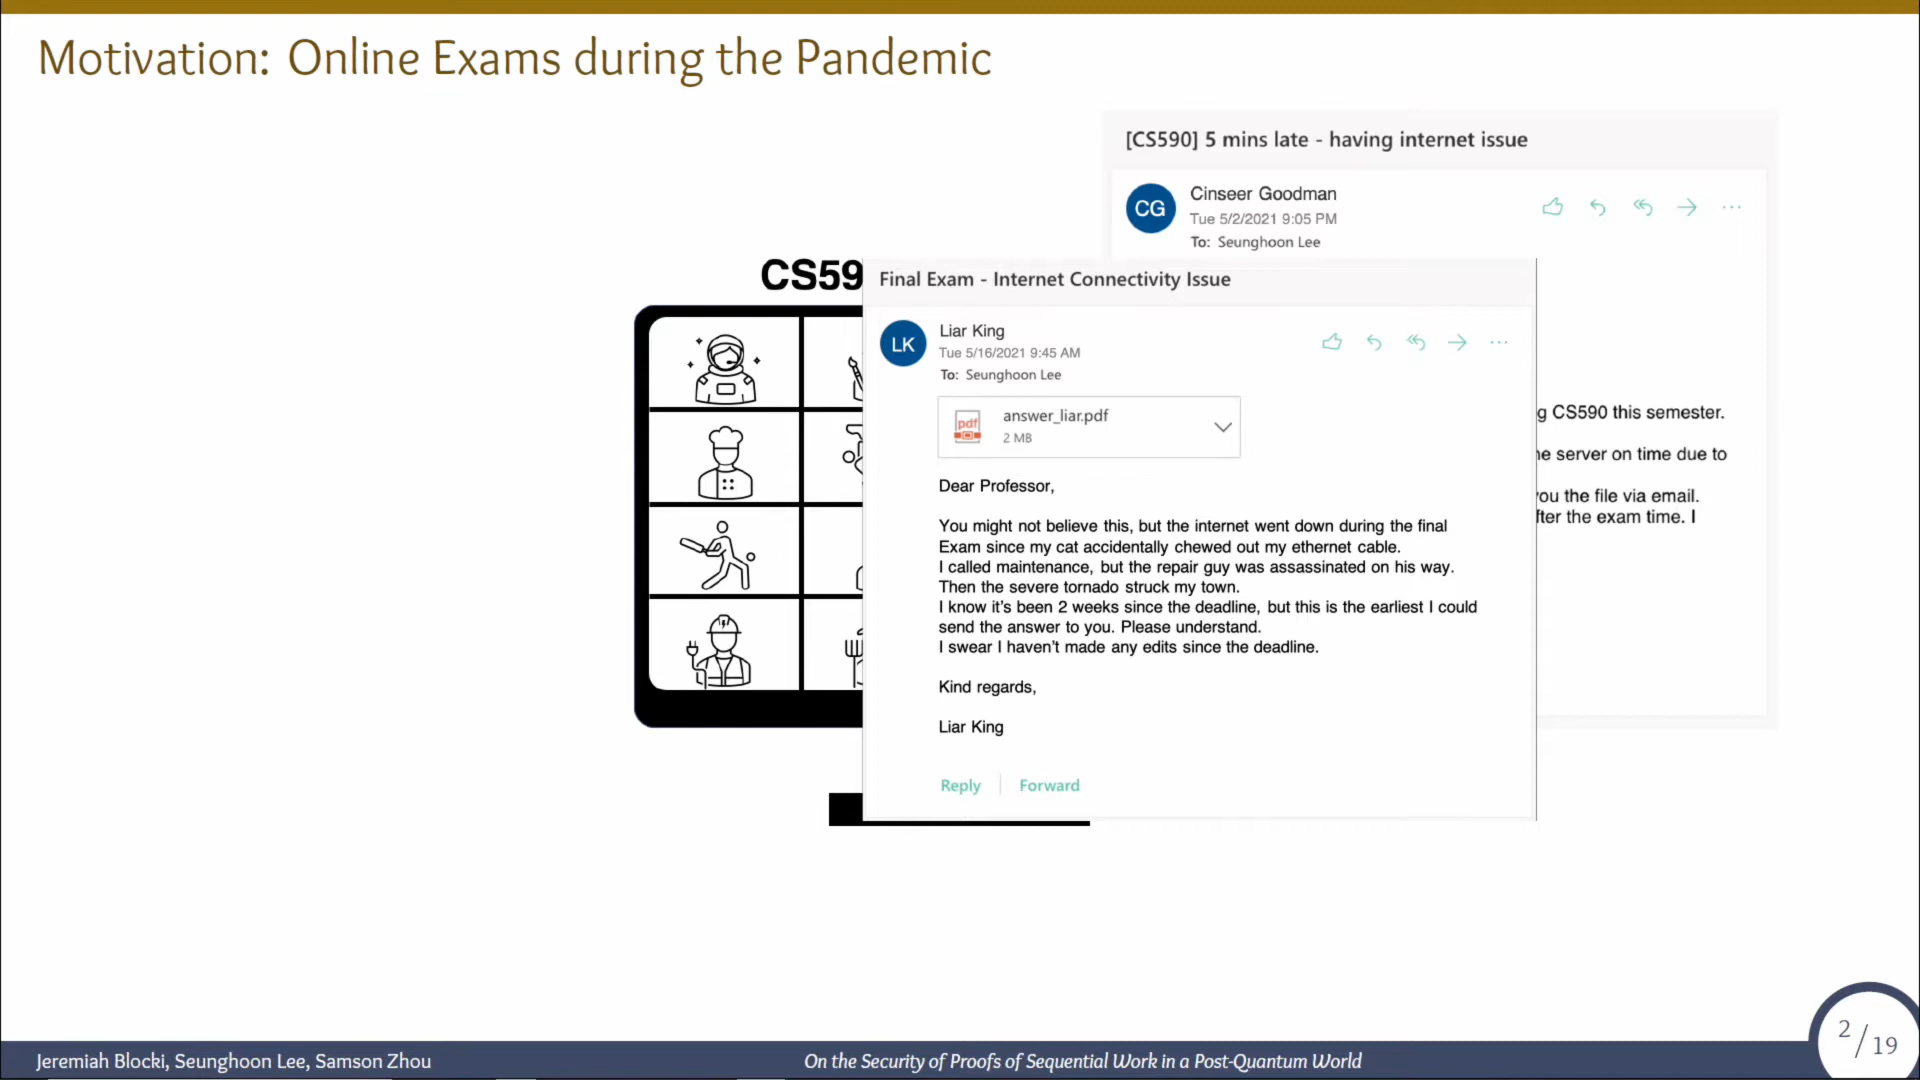 Motivation: Online Exams during the Pandemic
[CS590] 5 mins late - having internet issue
CG
Cinseer Goodman
Tue 5/2/2021 9:05 PM
To: Seunghoon Lee
g CS590 this semester.
e server on time due to
ou the file via email.
fter the exam time. I
CS59
Final Exam - Internet Connectivity Issue
LK
Liar King
Tue 5/16/2021 9:45 AM
To: Seunghoon Lee
pdf
answer_liar.pdf
2 MB
Dear Professor,
You might not believe this, but the internet went down during the final
Exam since my cat accidentally chewed out my ethernet cable.
I called maintenance, but the repair guy was assassinated on his way.
Then the severe tornado struck my town.
I know it's been 2 weeks since the deadline, but this is the earliest I could
send the answer to you. Please understand.
I swear I haven't made any edits since the deadline.
Kind regards,
Liar King
Reply Forward
Jeremiah Blocki, Seunghoon Lee, Samson Zhou
On the Security of Proofs of Sequential Work in a Post-Quantum World
2/19